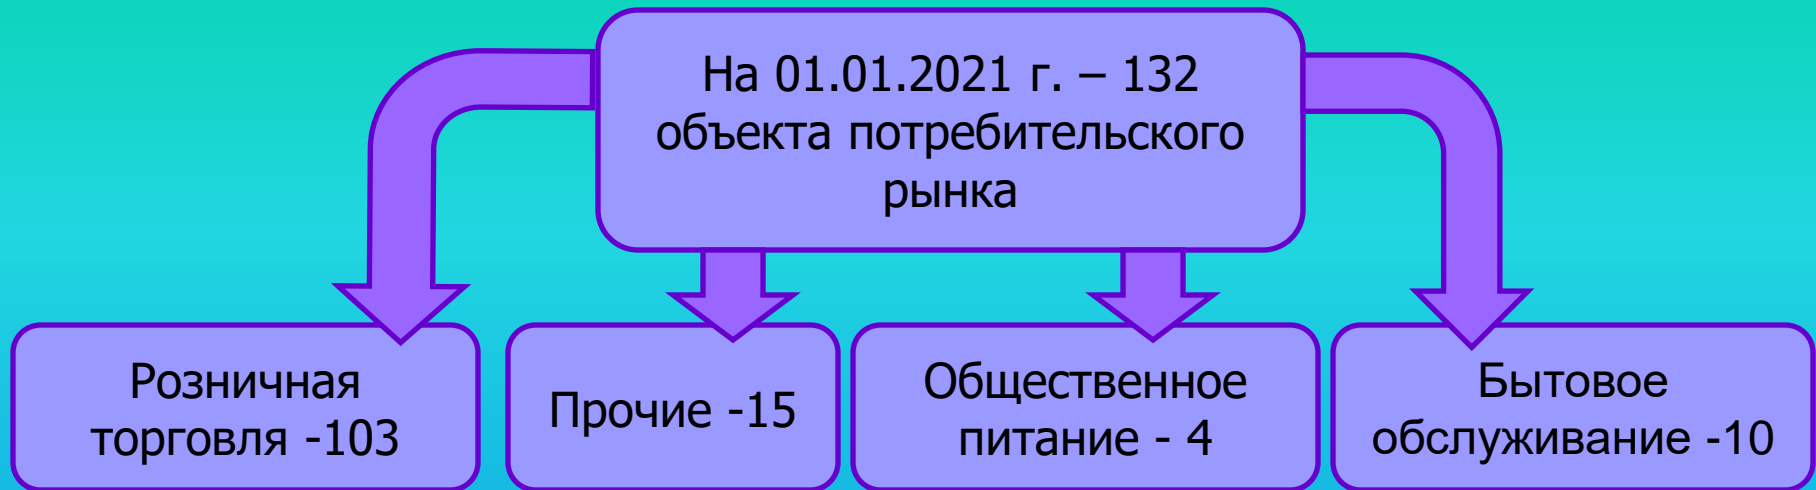 На 01.01.2021 г. – 132
объекта потребительского
рынка
Розничная
торговля -103
Прочие -15
Общественное
питание - 4
Бытовое
обслуживание -10